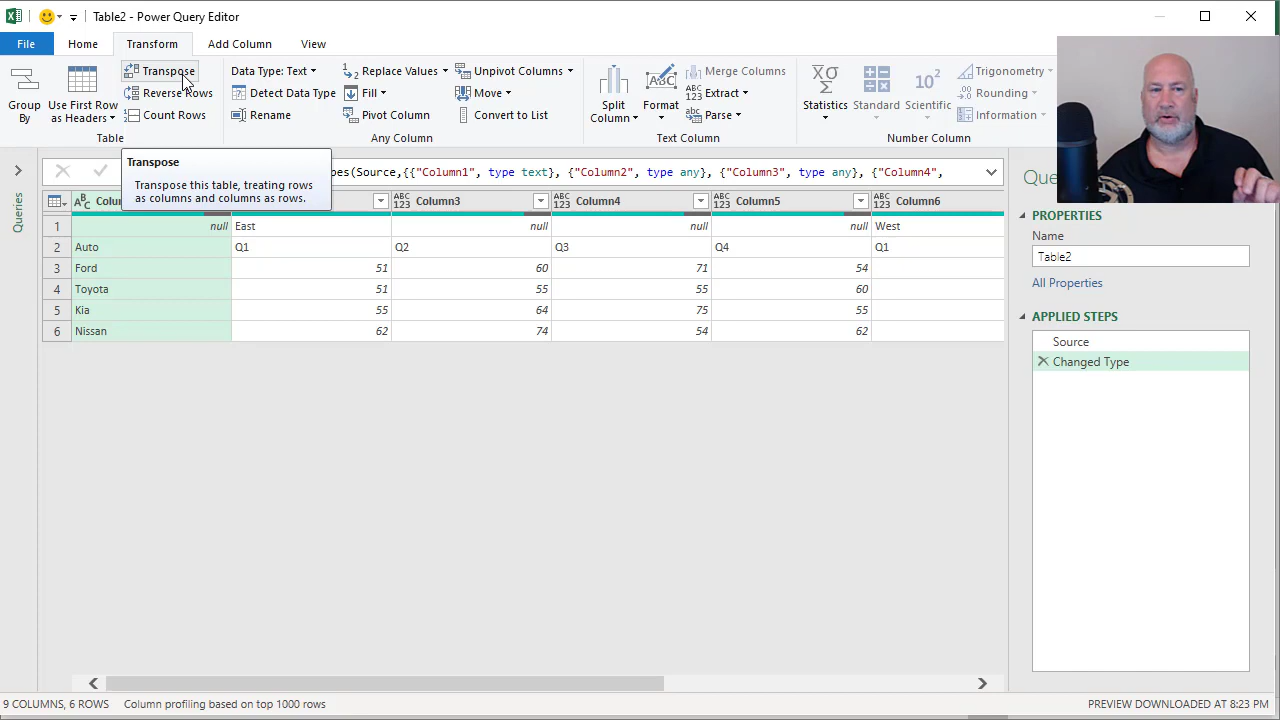 Table2 - Power Query Editor
File Home Transform Add Column View
Group By
Use First Row as Headers
Transpose
Reverse Rows
Count Rows
Table
Data Type: Text
Detect Data Type
Rename
Replace Values
Fill
Pivot Column
Unpivot Columns
Move
Convert to List
Any Column
Split Column
Format
Merge Columns
Extract
Parse
Text Column
Statistics
Standard
Scientific
Trigonometry
Rounding
Information
Number Column
Transpose
Transpose this table, treating rows
as columns and columns as rows.
Queries
pes(Source,{{"Column1", type text}, {"Column2", type any}, {"Column3", type any}, {"Column4",
Colum Column3 Column4 Column5 Column6
1 null East null null null West
2 Auto Q1 Q2 Q3 Q4 Q1
3 Ford 51 60 71 54
4 Toyota 51 55 55 60
5 Kia 55 64 75 55
6 Nissan 62 74 54 62
PROPERTIES
Name
Table2
All Properties
APPLIED STEPS
Source
Changed Type
9 COLUMNS, 6 ROWS Column profiling based on top 1000 rows PREVIEW DOWNLOADED AT 8:23 PM